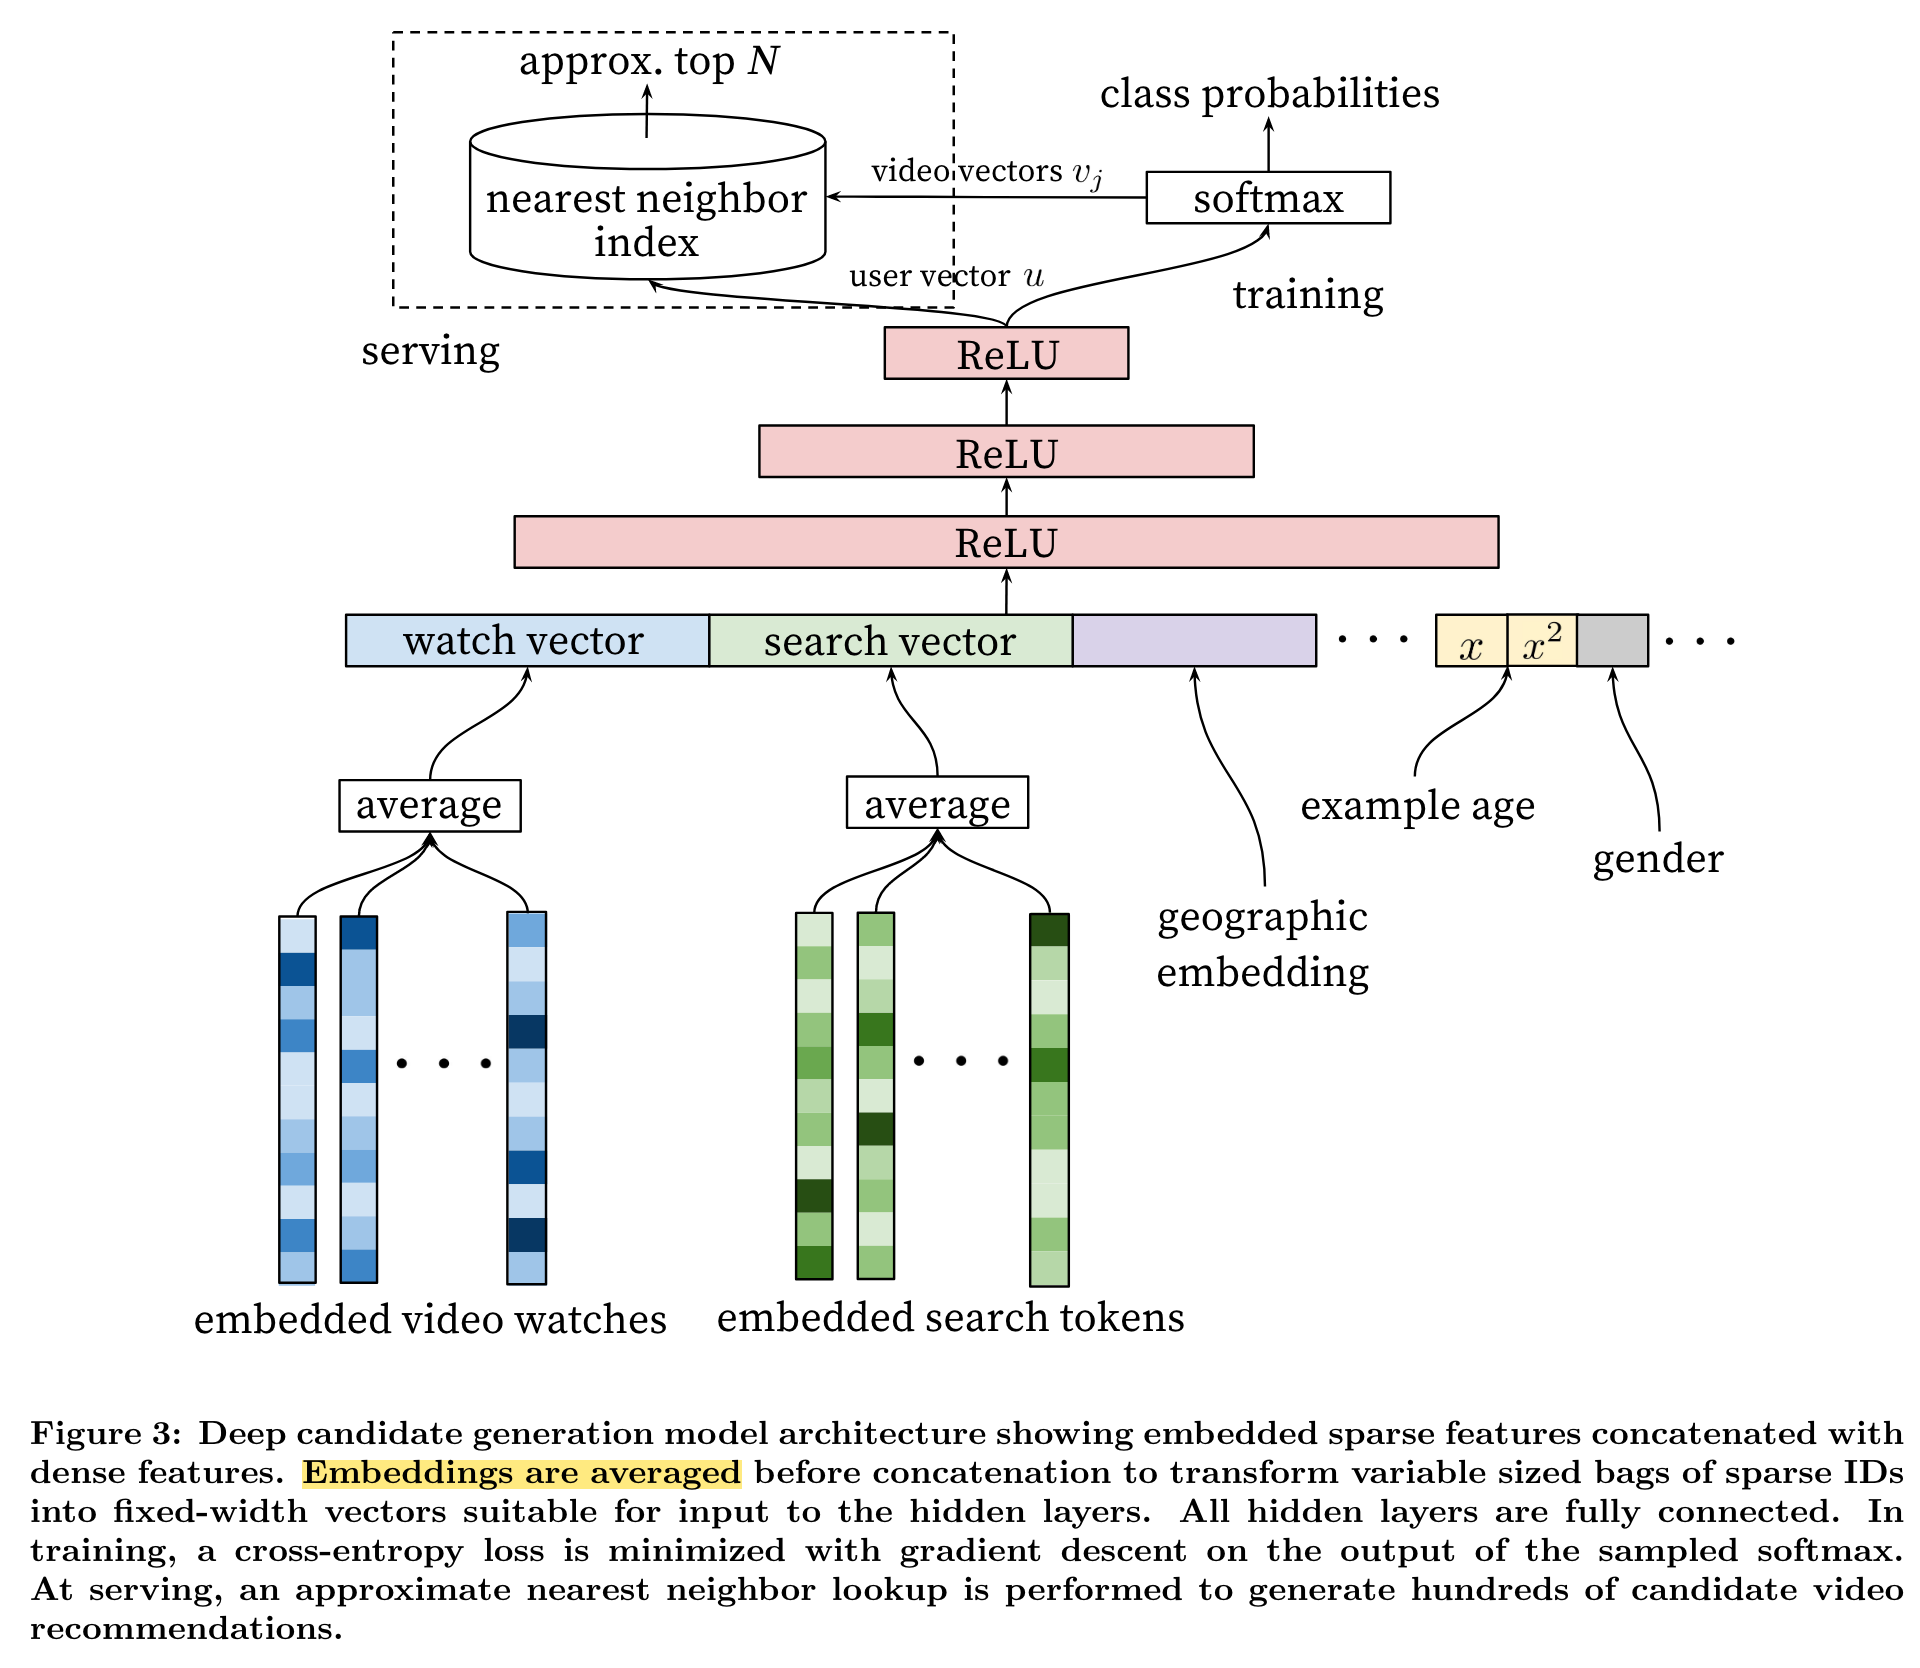 approx. top N
class probabilities
nearest neighbor
index
video vectors v_j
softmax
user vector u
training
serving
ReLU
ReLU
ReLU
watch vector
search vector
. . .
x
x²
. . .
average
average
example age
gender
geographic
embedding
. . .
. . .
embedded video watches
embedded search tokens
Figure 3: Deep candidate generation model architecture showing embedded sparse features concatenated with
dense features. Embeddings are averaged before concatenation to transform variable sized bags of sparse IDs
into fixed-width vectors suitable for input to the hidden layers. All hidden layers are fully connected. In
training, a cross-entropy loss is minimized with gradient descent on the output of the sampled softmax.
At serving, an approximate nearest neighbor lookup is performed to generate hundreds of candidate video
recommendations.